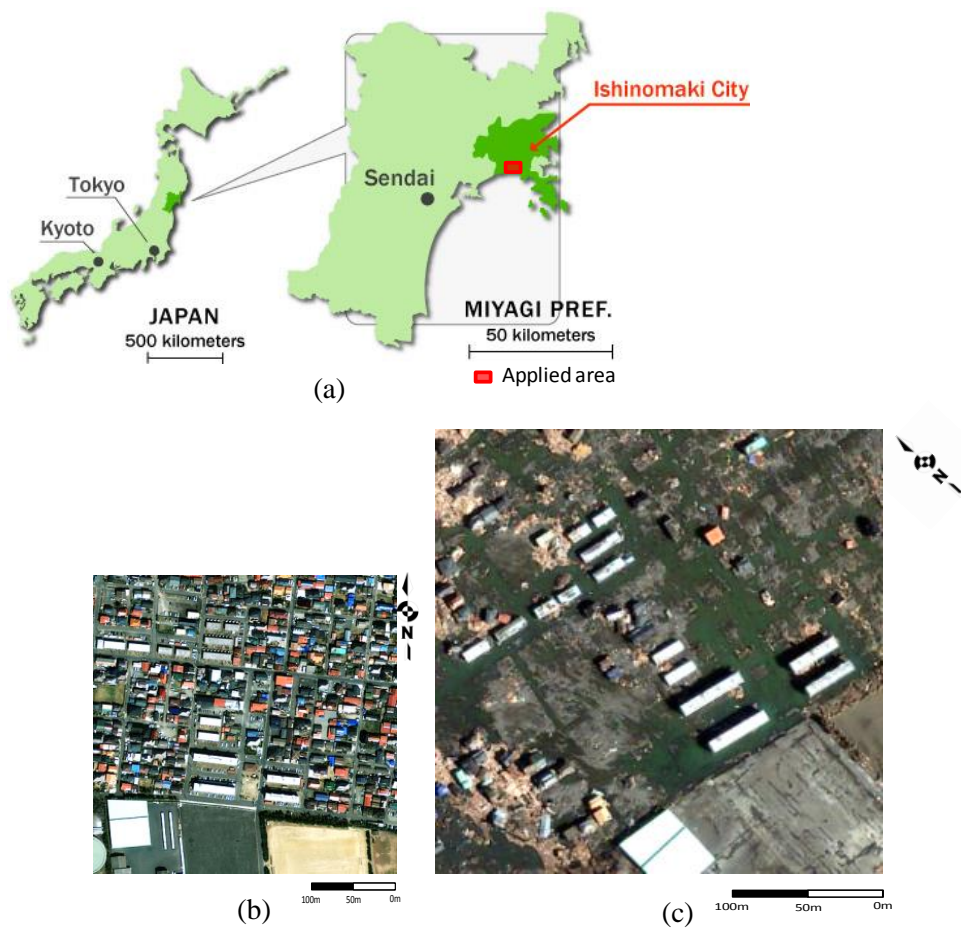 Ishinomaki City
Sendai
Tokyo
Kyoto
JAPAN
500 kilometers
MIYAGI PREF.
50 kilometers
Applied area
(a)
N
N
100m 50m 0m
(b)
100m 50m 0m
(c)